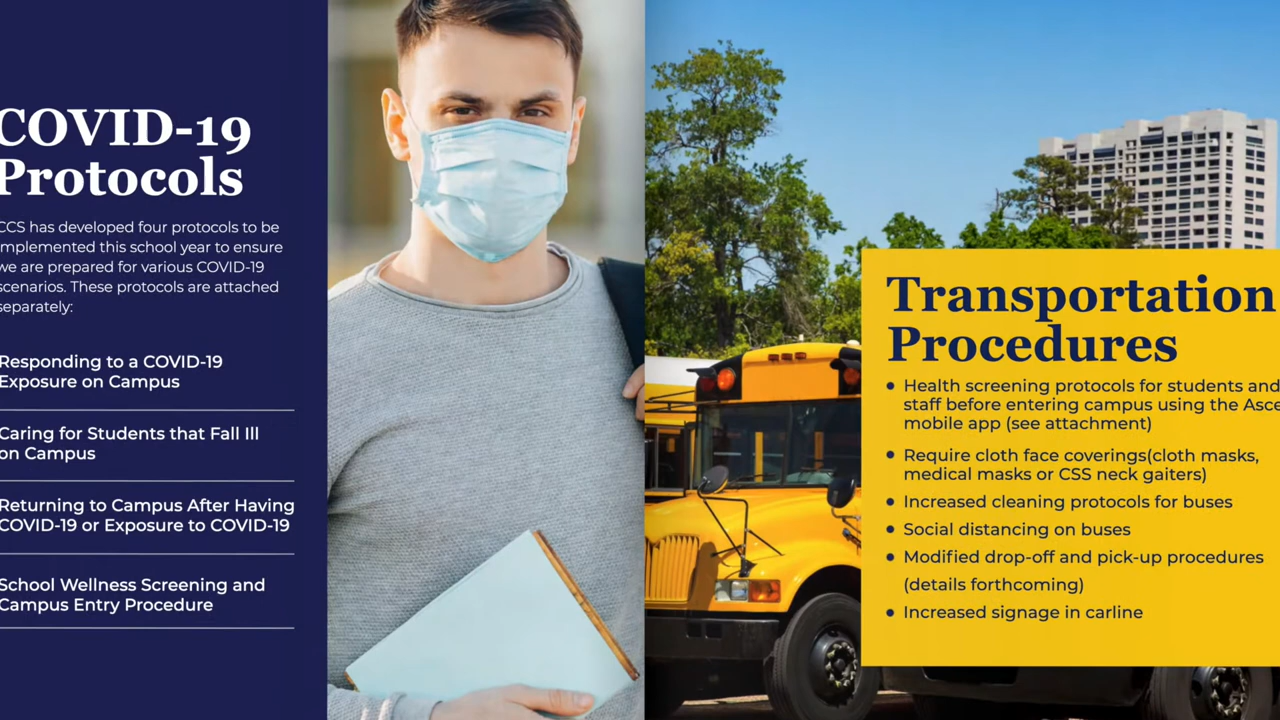 COVID-19
Protocols
CCS has developed four protocols to be
implemented this school year to ensure
we are prepared for various COVID-19
scenarios. These protocols are attached
separately:
Responding to a COVID-19
Exposure on Campus
Caring for Students that Fall Ill
on Campus
Returning to Campus After Having
COVID-19 or Exposure to COVID-19
School Wellness Screening and
Campus Entry Procedure
Transportation
Procedures
• Health screening protocols for students and
staff before entering campus using the Asce
mobile app (see attachment)
• Require cloth face coverings(cloth masks,
medical masks or CSS neck gaiters)
• Increased cleaning protocols for buses
• Social distancing on buses
• Modified drop-off and pick-up procedures
(details forthcoming)
• Increased signage in carline